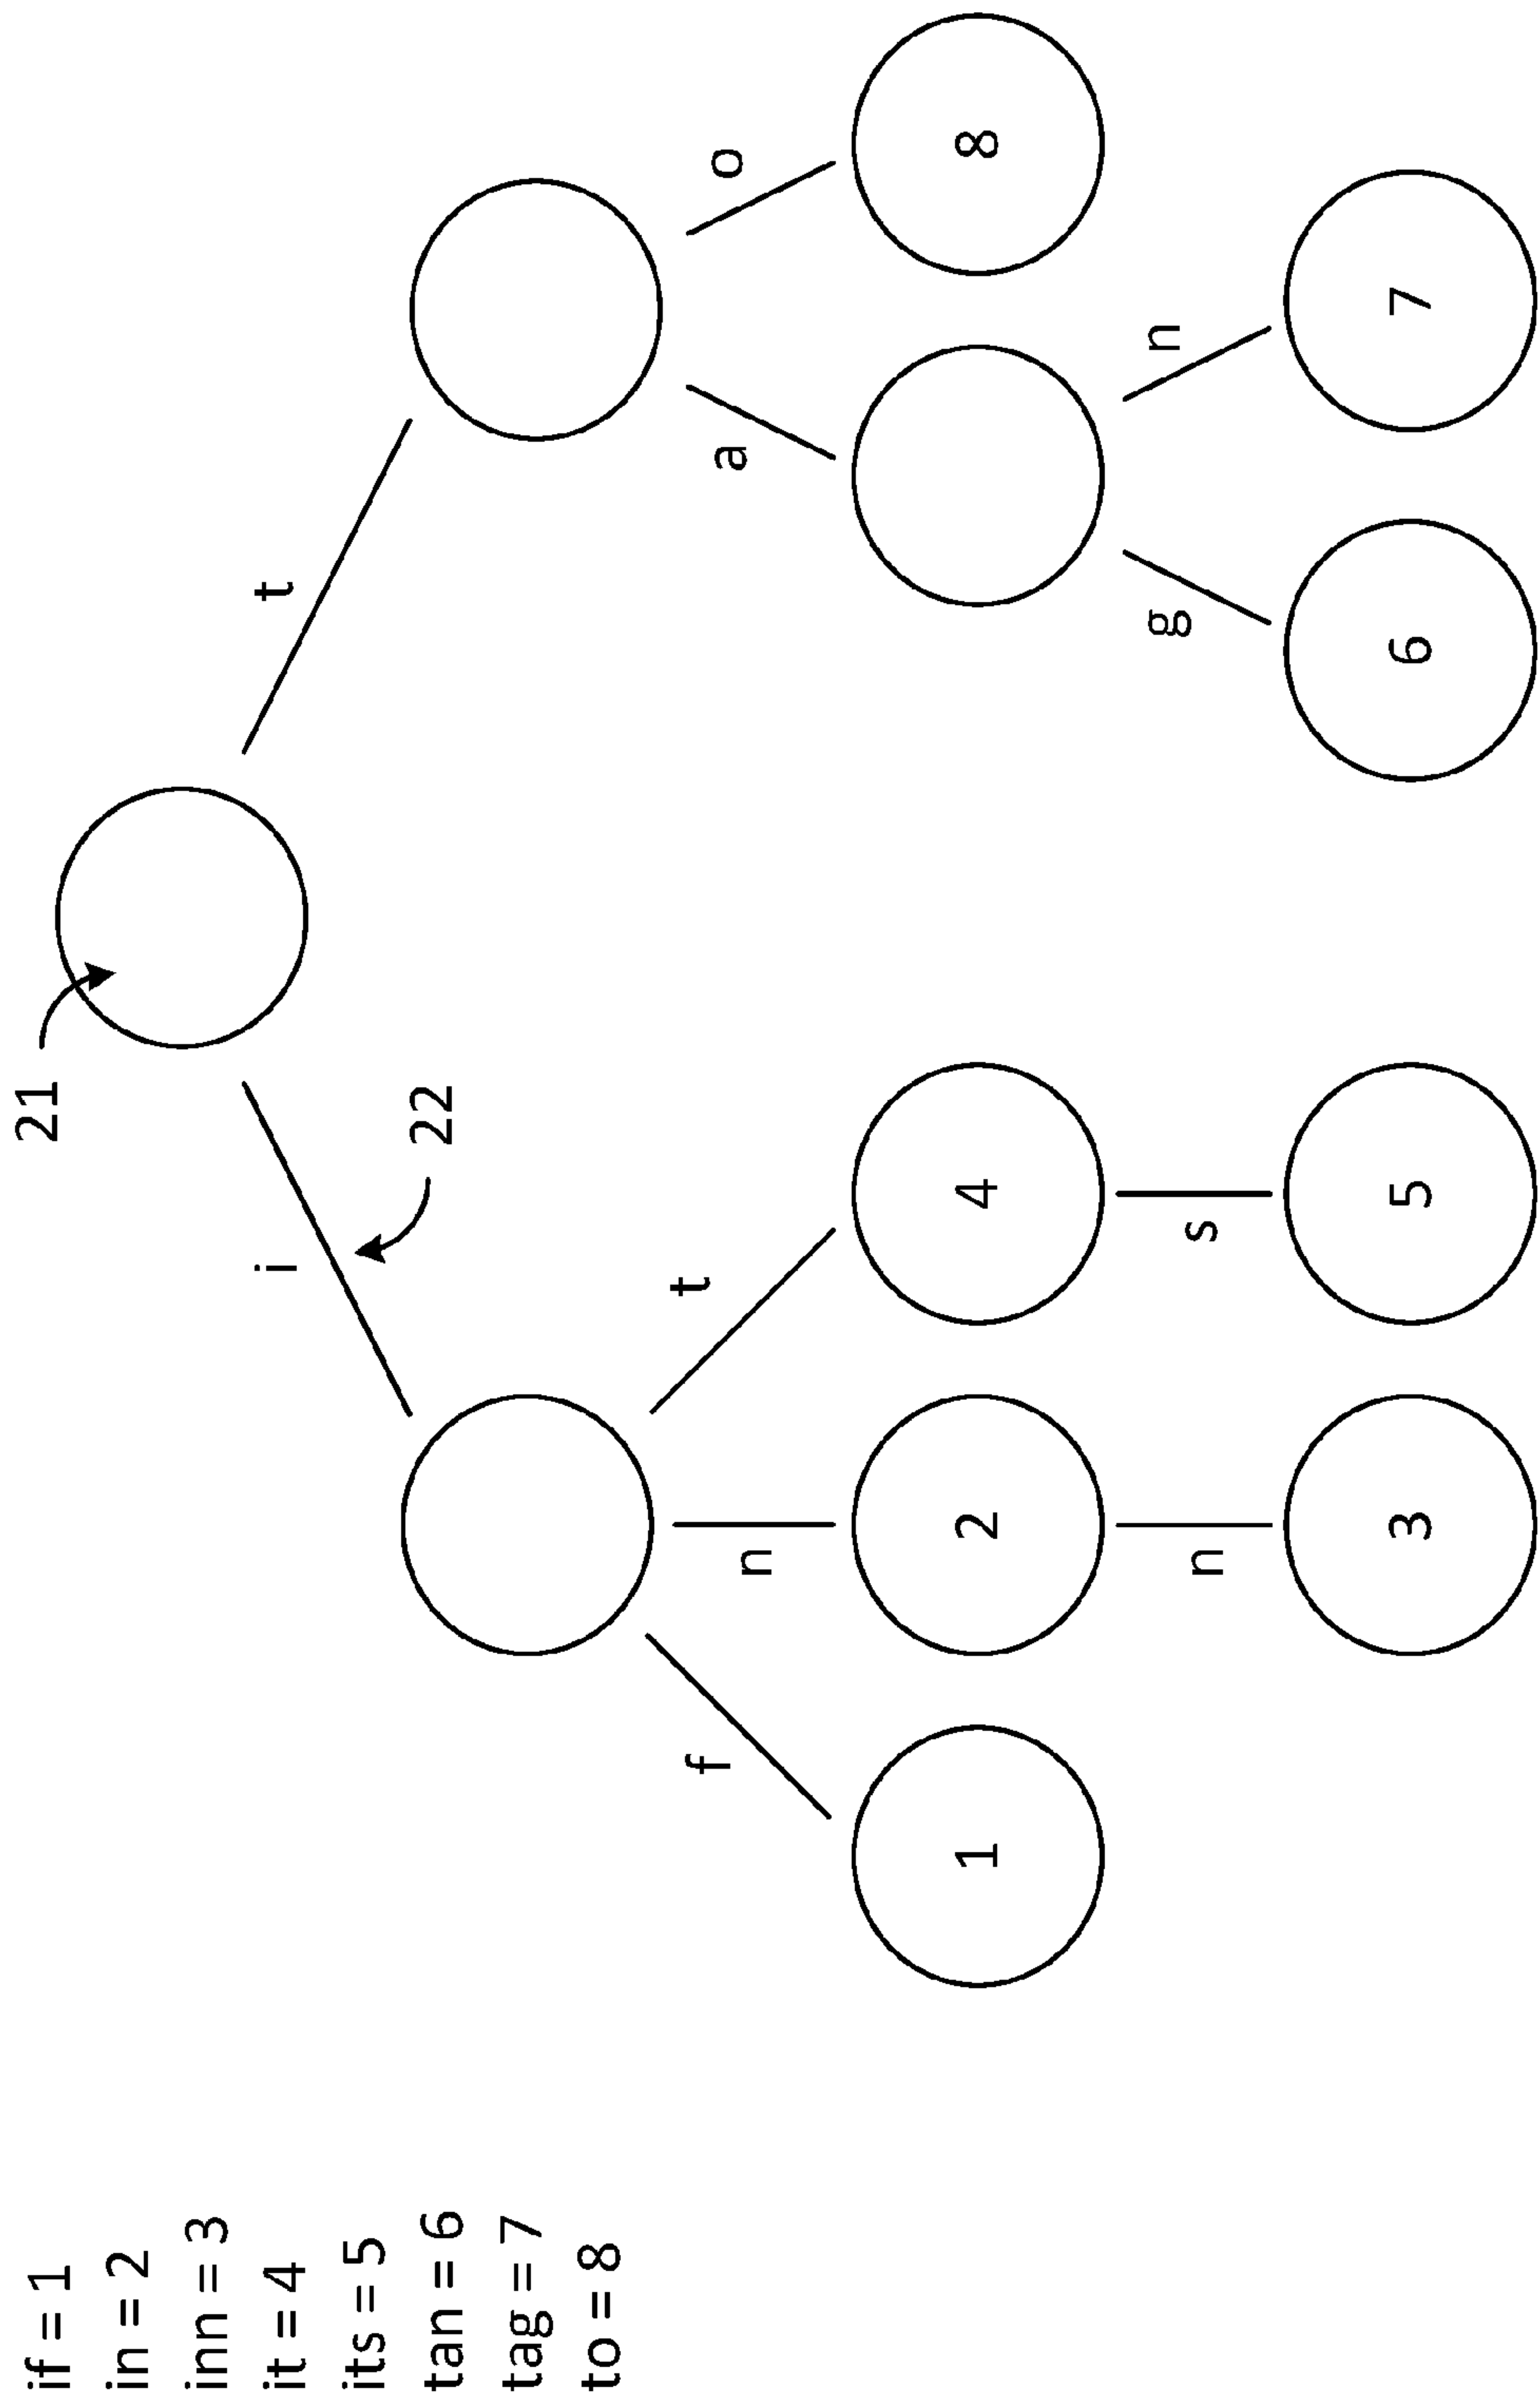 if = 1
in = 2
inn = 3
it = 4
its = 5
tan = 6
tag = 7
to = 8
21
i
t
22
f
n
t
a
o
1
2
4
8
n
s
g
n
3
5
6
7